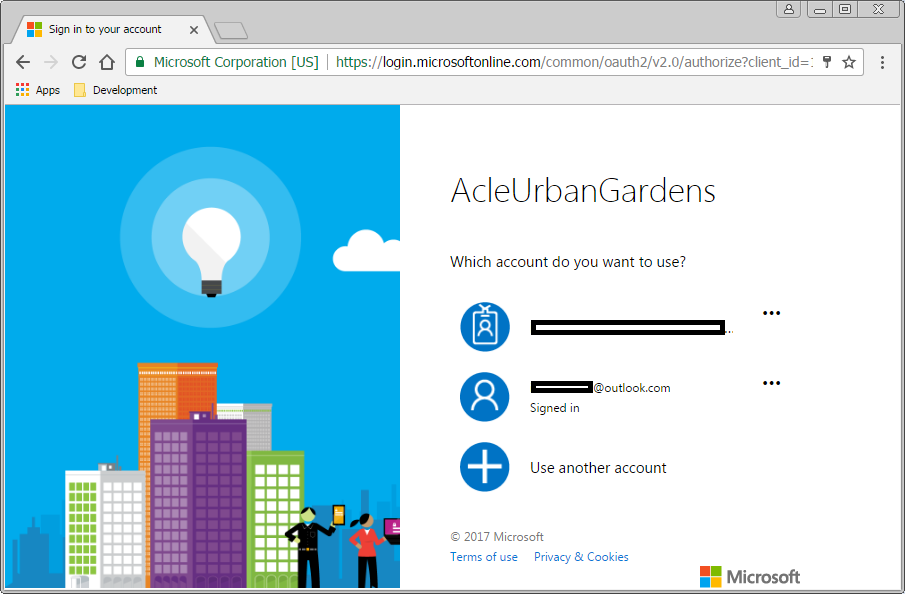 Sign in to your account
Microsoft Corporation [US] https://login.microsoftonline.com/common/oauth2/v2.0/authorize?client_id=
Apps Development
AcleUrbanGardens
Which account do you want to use?
...
@outlook.com
Signed in
Use another account
© 2017 Microsoft
Terms of use Privacy & Cookies
Microsoft